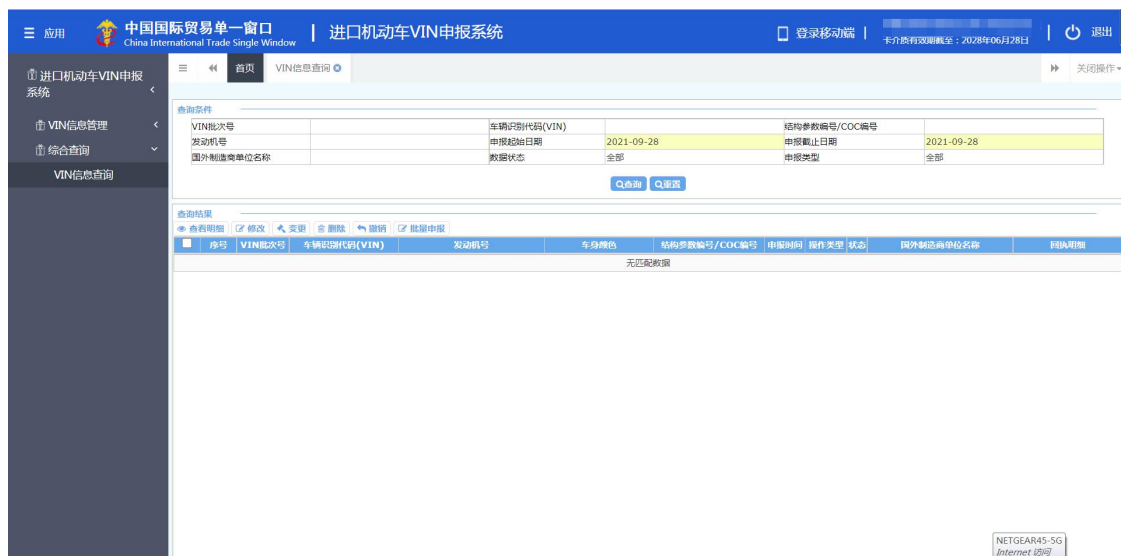 应用
中国国际贸易单一窗口
China International Trade Single Window
进口机动车VIN申报系统
登录移动端
卡介质有效期截至：2028年06月28日
退出
进口机动车VIN申报系统
首页 VIN信息查询 关闭操作
VIN信息管理
综合查询
VIN信息查询
查询条件
VIN批次号 车辆识别代码(VIN) 结构参数编号/COC编号
发动机号 申报起始日期 2021-09-28 申报截止日期 2021-09-28
国外制造商单位名称 数据状态 全部 申报类型 全部
查询 重置
查询结果
查看明细 修改 变更 删除 撤销 批量申报
序号 VIN批次号 车辆识别代码(VIN) 发动机号 车身颜色 结构参数编号/COC编号 申报时间 操作类型 状态 国外制造商单位名称 回执明细
无匹配数据
NETGEAR45-5G
Internet 访问